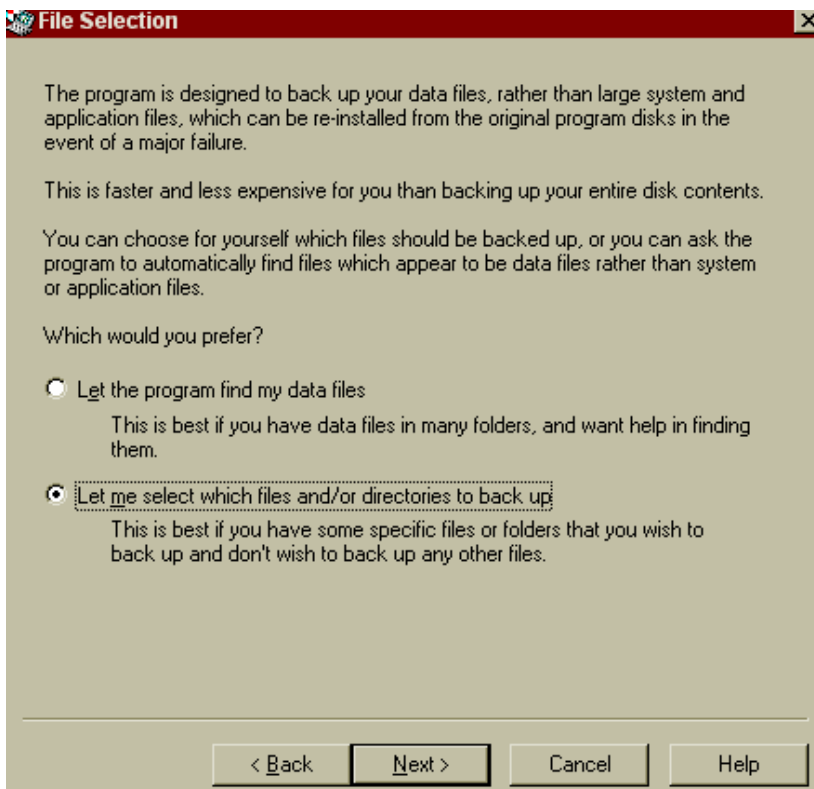 File Selection
The program is designed to back up your data files, rather than large system and
application files, which can be re-installed from the original program disks in the
event of a major failure.
This is faster and less expensive for you than backing up your entire disk contents.
You can choose for yourself which files should be backed up, or you can ask the
program to automatically find files which appear to be data files rather than system
or application files.
Which would you prefer?
Let the program find my data files
This is best if you have data files in many folders, and want help in finding
them.
Let me select which files and/or directories to back up
This is best if you have some specific files or folders that you wish to
back up and don't wish to back up any other files.
< Back Next > Cancel Help